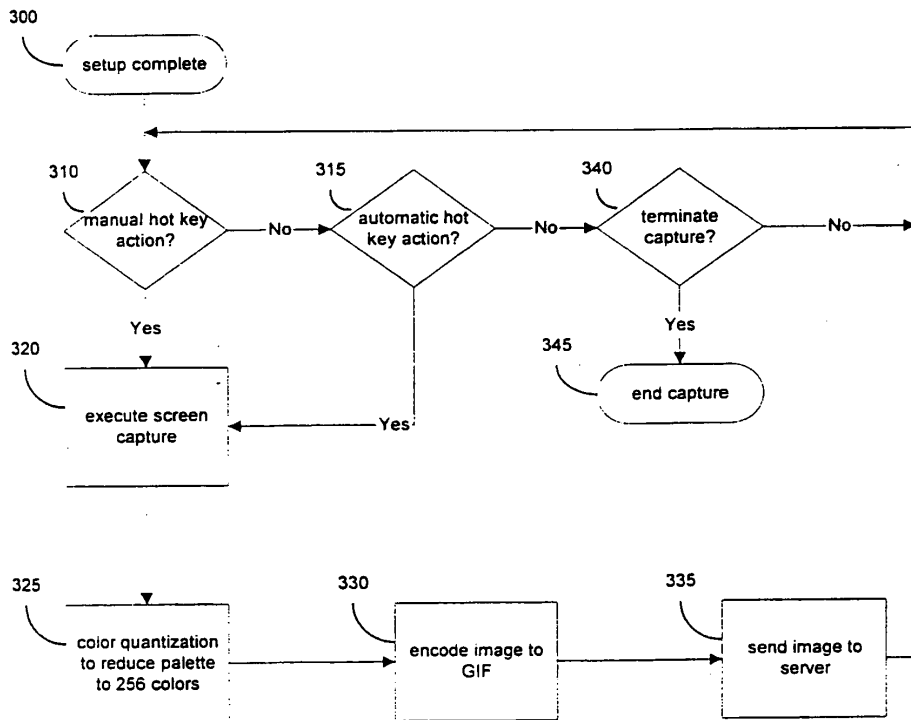 300
setup complete
310
manual hot key
action?
No
315
automatic hot
key action?
No
340
terminate
capture?
No
Yes
Yes
320
345
execute screen
capture
Yes
end capture
325
color quantization
to reduce palette
to 256 colors
330
encode image to
GIF
335
send image to
server